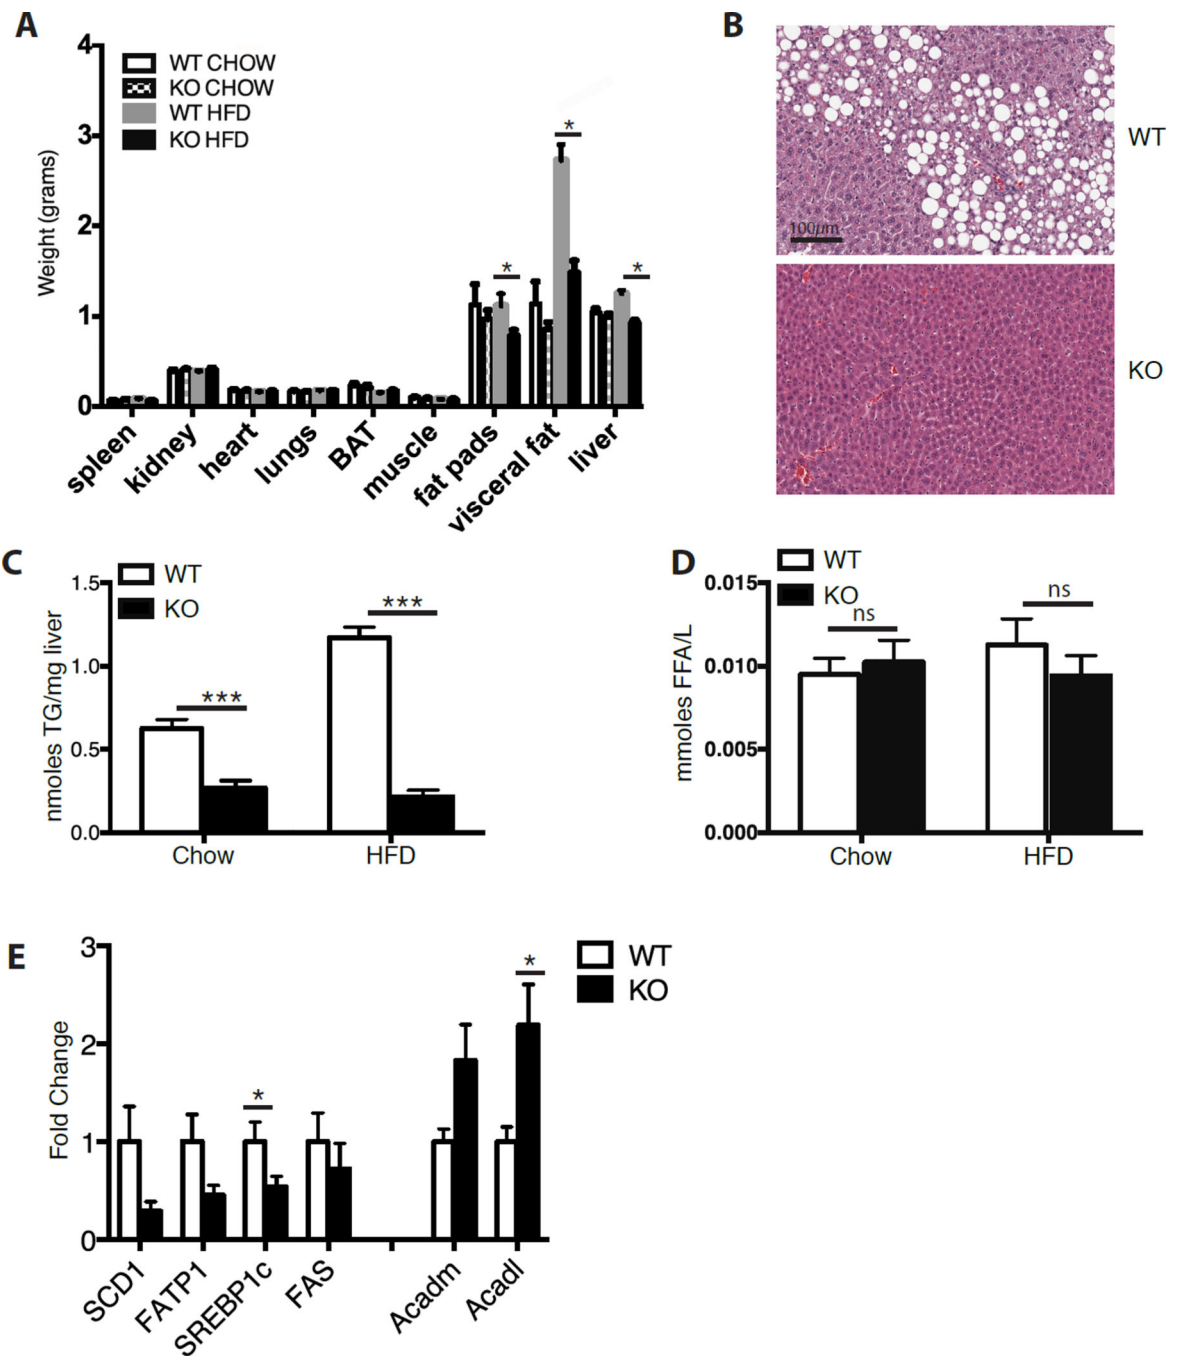 A
4
3
2
1
0
Weight (grams)
WT CHOW
KO CHOW
WT HFD
KO HFD
*
*
*
spleen
kidney
heart
lungs
BAT
muscle
fat pads
visceral fat
liver
B
WT
100µm
KO
C
WT
KO
1.5
1.0
0.5
0.0
nmoles TG/mg liver
***
***
Chow
HFD
D
WT
KO
0.015
0.010
0.005
0.000
mmoles FFA/L
ns
ns
Chow
HFD
E
3
2
1
0
Fold Change
WT
KO
*
*
SCD1
FATP1
SREBP1c
FAS
Acadm
Acadl